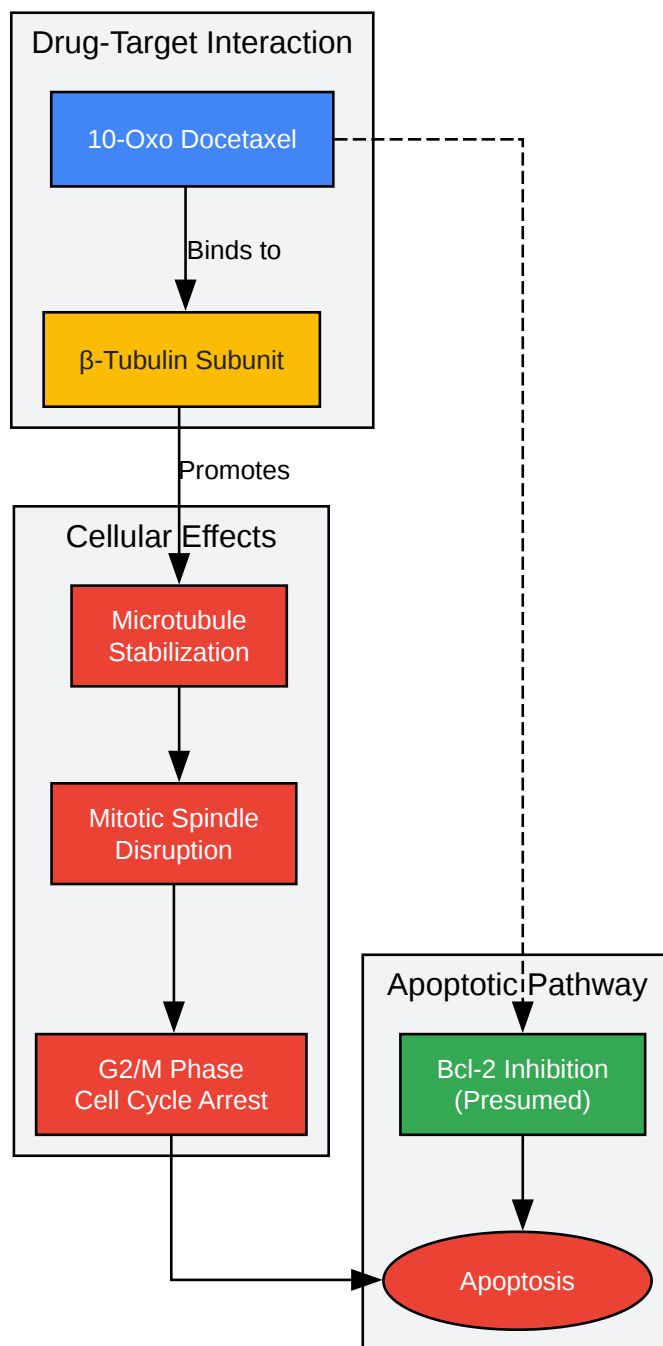 Drug-Target Interaction
10-Oxo Docetaxel
Binds to
β-Tubulin Subunit
Promotes
Cellular Effects
Microtubule
Stabilization
Mitotic Spindle
Disruption
G2/M Phase
Cell Cycle Arrest
Apoptotic Pathway
Bcl-2 Inhibition
(Presumed)
Apoptosis